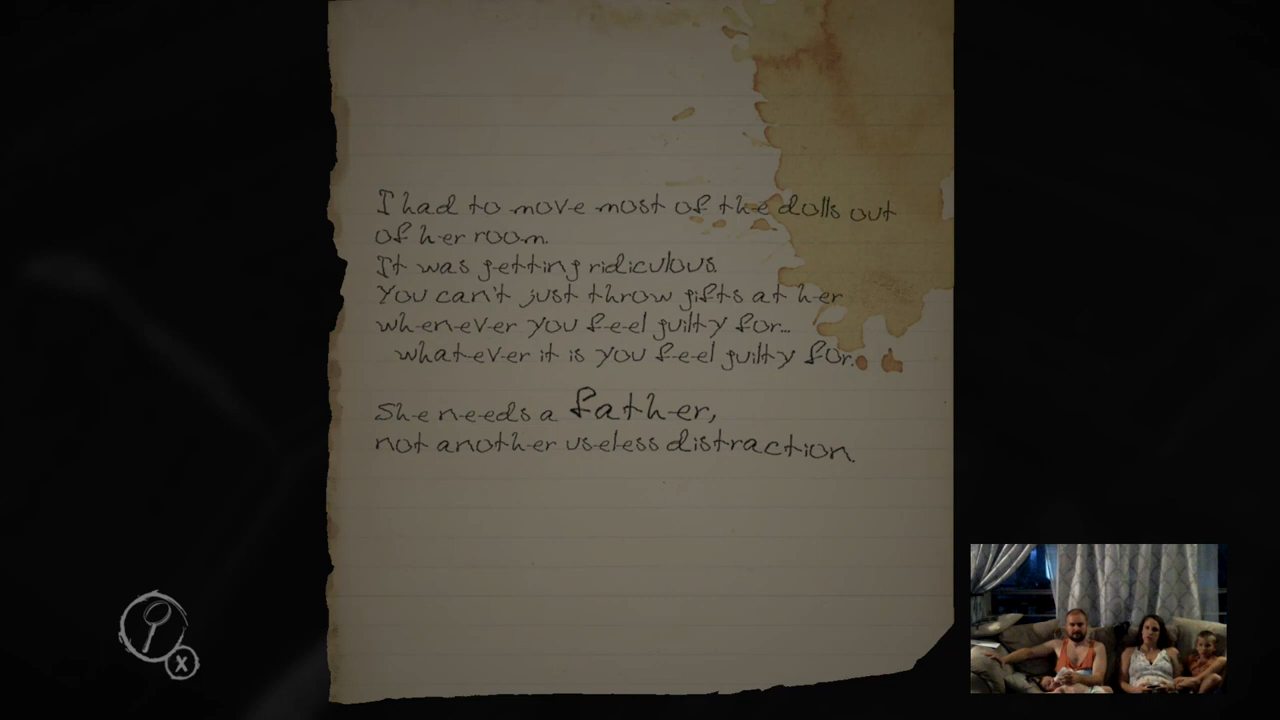 I had to move most of the dolls out
of her room.
It was getting ridiculous.
You can't just throw gifts at her
whenever you feel guilty for...
whatever it is you feel guilty for.
She needs a father,
not another useless distraction.
X